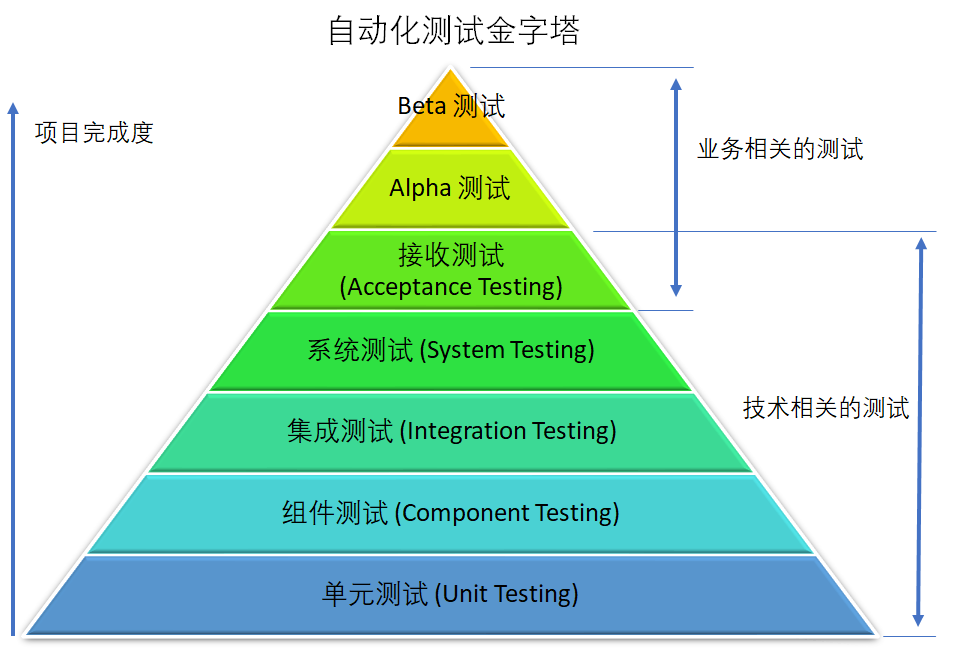 自动化测试金字塔
项目完成度
Beta 测试
业务相关的测试
Alpha 测试
接收测试
(Acceptance Testing)
系统测试 (System Testing)
技术相关的测试
集成测试 (Integration Testing)
组件测试 (Component Testing)
单元测试 (Unit Testing)